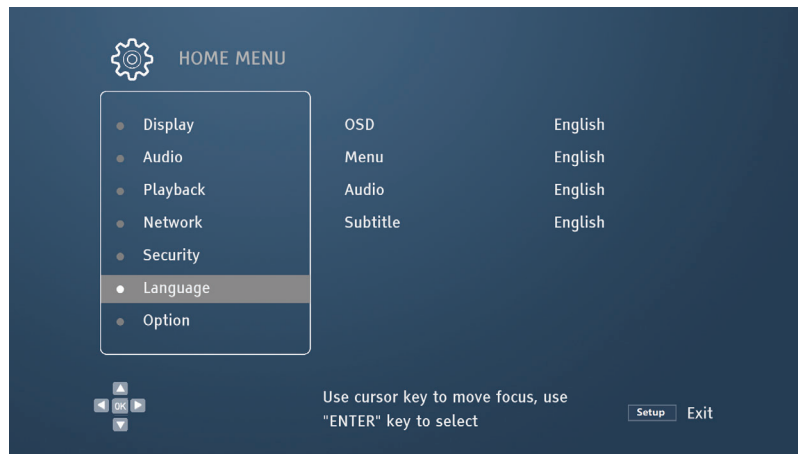 HOME MENU
Display
Audio
Playback
Network
Security
Language
Option
OSD English
Menu English
Audio English
Subtitle English
OK
Use cursor key to move focus, use
"ENTER" key to select
Setup Exit